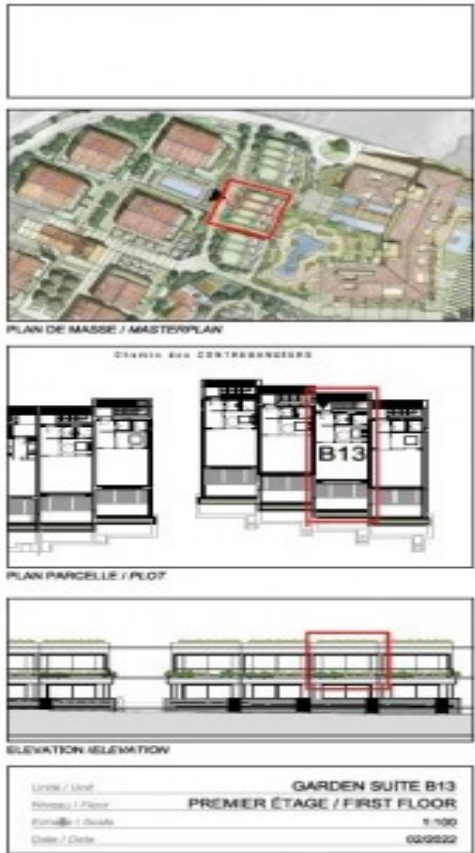 PLAN DE MASSE / MASTERPLAN
Chemin des CONTREBANDIERS
B13
PLAN PARCELLE / PLOT
ELEVATION /ELEVATION
Unité / Unit GARDEN SUITE B13
Niveau / Floor PREMIER ÉTAGE / FIRST FLOOR
Echelle / Scale 1:100
Date / Date 02/2022